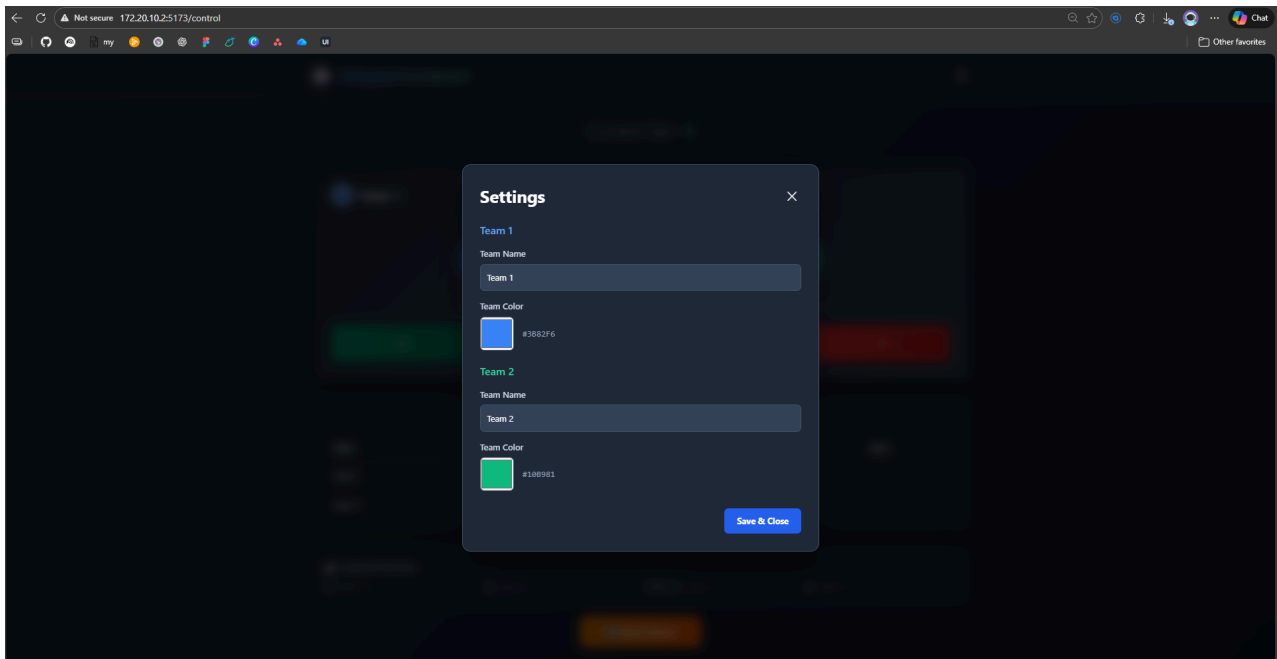 Not secure 172.20.10.2:5173/control
Chat
my
UI
Other favorites
Settings
Team 1
Team Name
Team 1
Team Color
#3B82F6
Team 2
Team Name
Team 2
Team Color
#10B981
Save & Close